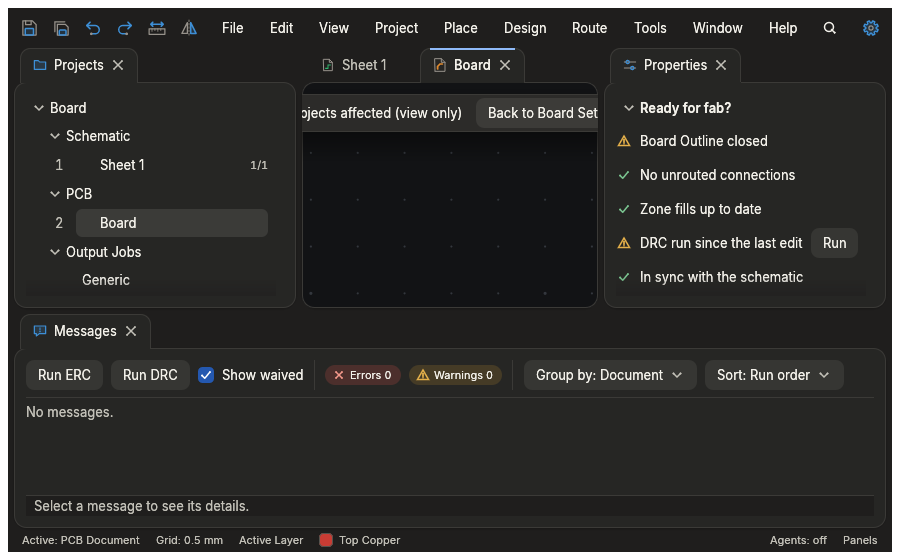 File Edit View Project Place Design Route Tools Window Help
Projects
Sheet 1
Board
Properties
Board
Schematic
1 Sheet 1 1/1
PCB
2 Board
Output Jobs
Generic
objects affected (view only) Back to Board Set
Ready for fab?
Board Outline closed
No unrouted connections
Zone fills up to date
DRC run since the last edit Run
In sync with the schematic
Messages
Run ERC Run DRC Show waived Errors 0 Warnings 0 Group by: Document Sort: Run order
No messages.
Select a message to see its details.
Active: PCB Document Grid: 0.5 mm Active Layer Top Copper Agents: off Panels